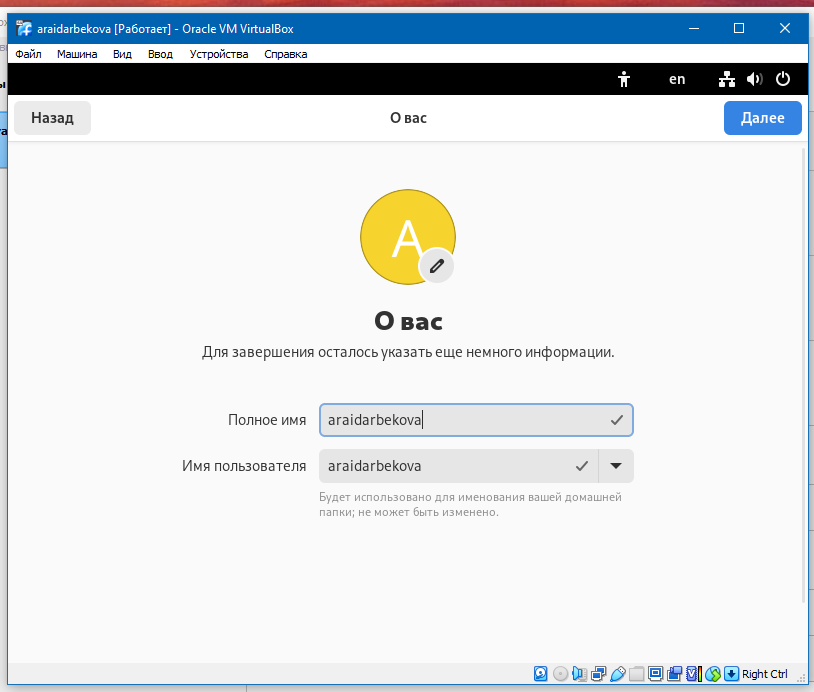 araidarbekova [Работает] - Oracle VM VirtualBox
Файл Машина Вид Ввод Устройства Справка
en
Назад О вас Далее
A
О вас
Для завершения осталось указать еще немного информации.
Полное имя araidarbekova
Имя пользователя araidarbekova
Будет использовано для именования вашей домашней
папки; не может быть изменено.
Right Ctrl